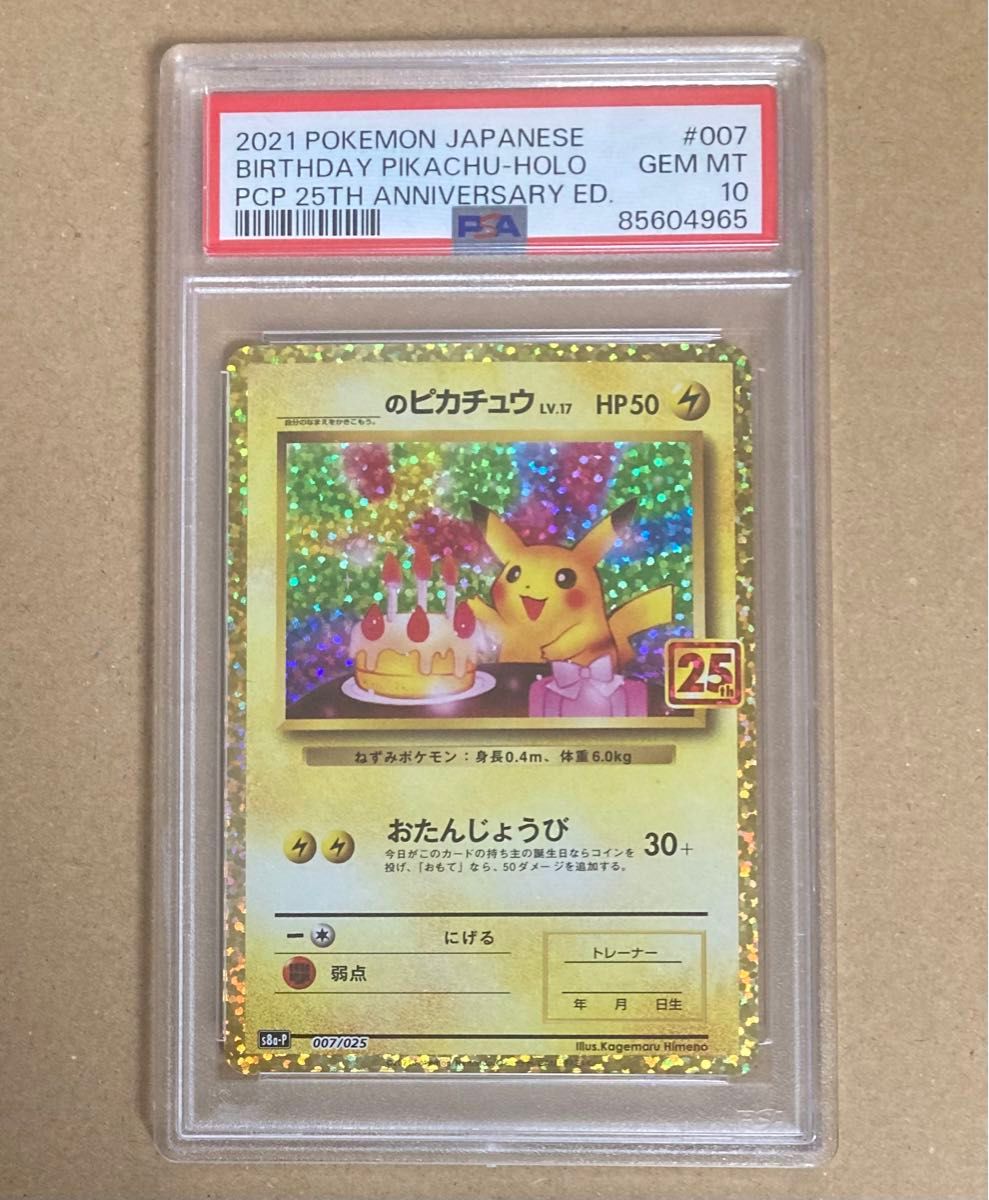 2021 POKEMON JAPANESE #007
BIRTHDAY PIKACHU-HOLO GEM MT
PCP 25TH ANNIVERSARY ED. 10
PSA 85604965
のピカチュウ LV.17 HP50
自分のなまえをかきこもう。
25th
ねずみポケモン：身長0.4m、体重6.0kg
おたんじょうび 30+
今日がこのカードの持ち主の誕生日ならコインを
投げ、「おもて」なら、50ダメージを追加する。
にげる
弱点
トレーナー
年 月 日生
s8a-P 007/025 Illus.Kagemaru Himeno